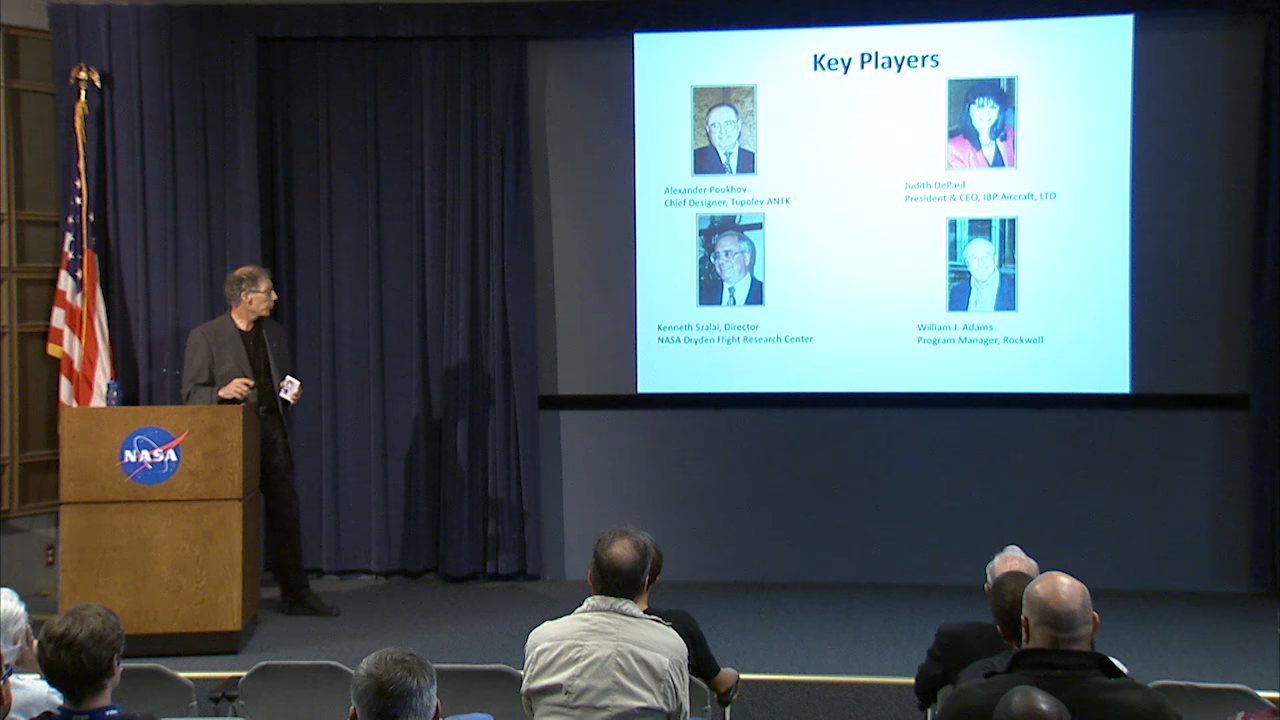 Key Players
Alexander Poukhov
Chief Designer, Tupolev ANTK
Judith DePaul
President & CEO, IBP Aircraft, LTD
Kenneth Szalai, Director
NASA Dryden Flight Research Center
William J. Adams
Program Manager, Rockwell
NASA